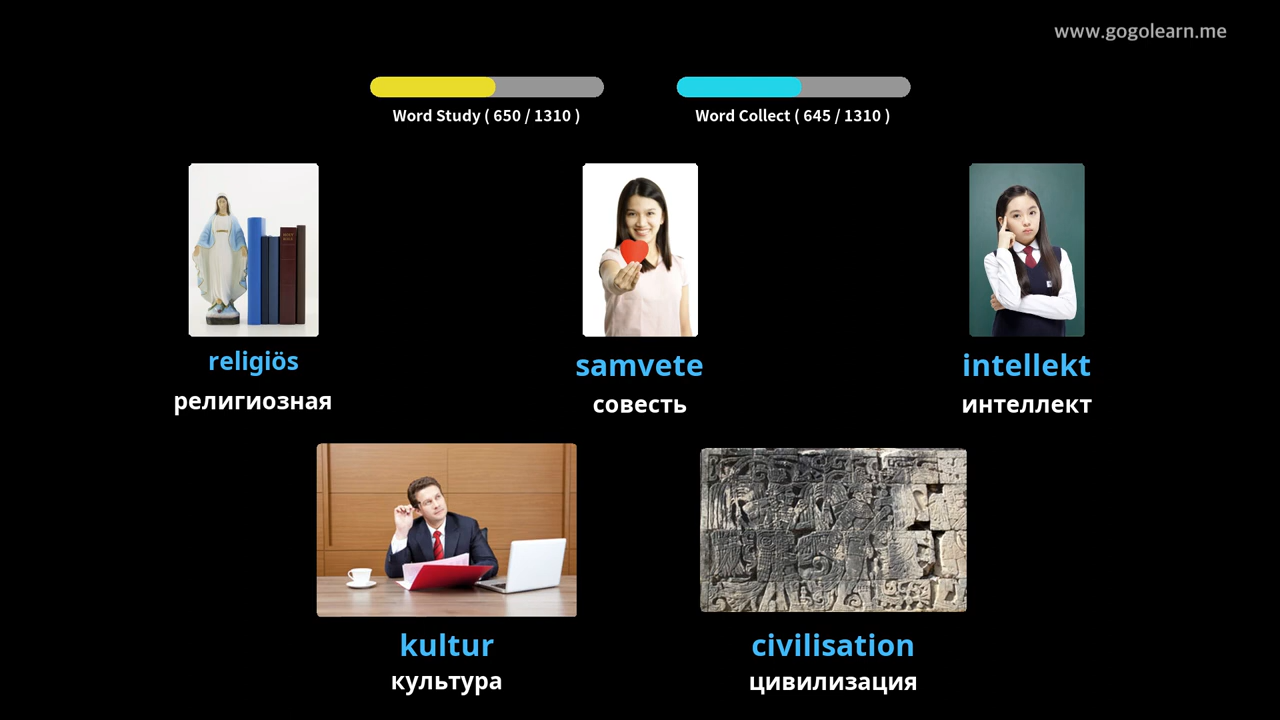 www.gogolearn.me
Word Study ( 650 / 1310 )
Word Collect ( 645 / 1310 )
religiös
samvete
intellekt
религиозная
совесть
интеллект
kultur
civilisation
культура
цивилизация